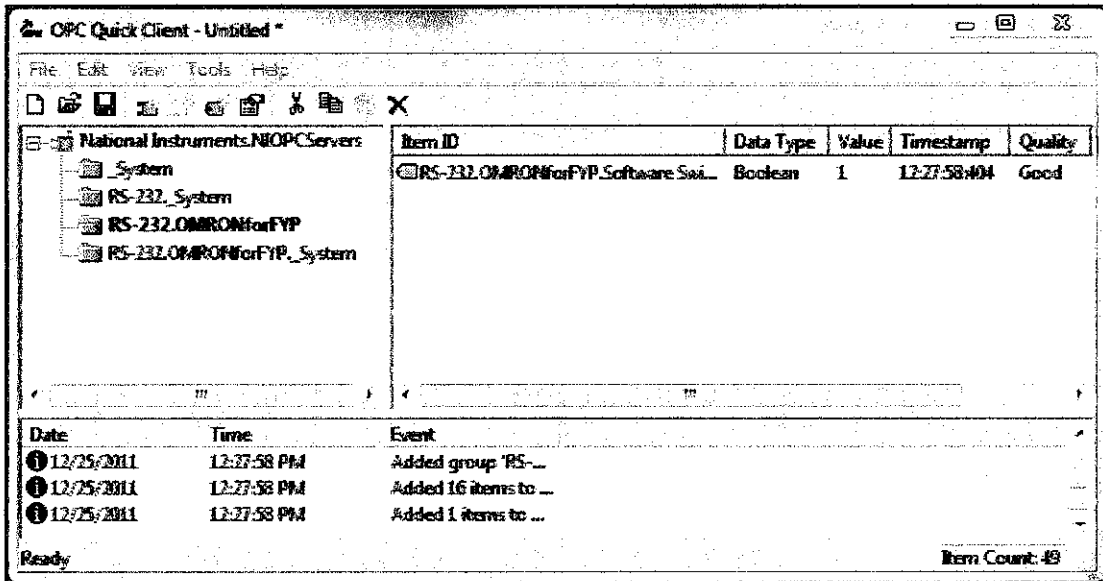 OPC Quick Client - Untitled *
File Edit View Tools Help
National Instruments.NIOPCServers
_System
RS-232._System
RS-232.OMRONforFYP
RS-232.OMRONforFYP._System
Item ID Data Type Value Timestamp Quality
RS-232.OMRONforFYP.Software Swi... Boolean 1 12:27:58:404 Good
Date Time Event
12/25/2011 12:27:58 PM Added group 'RS-...
12/25/2011 12:27:58 PM Added 16 items to ...
12/25/2011 12:27:58 PM Added 1 items to ...
Ready Item Count: 49